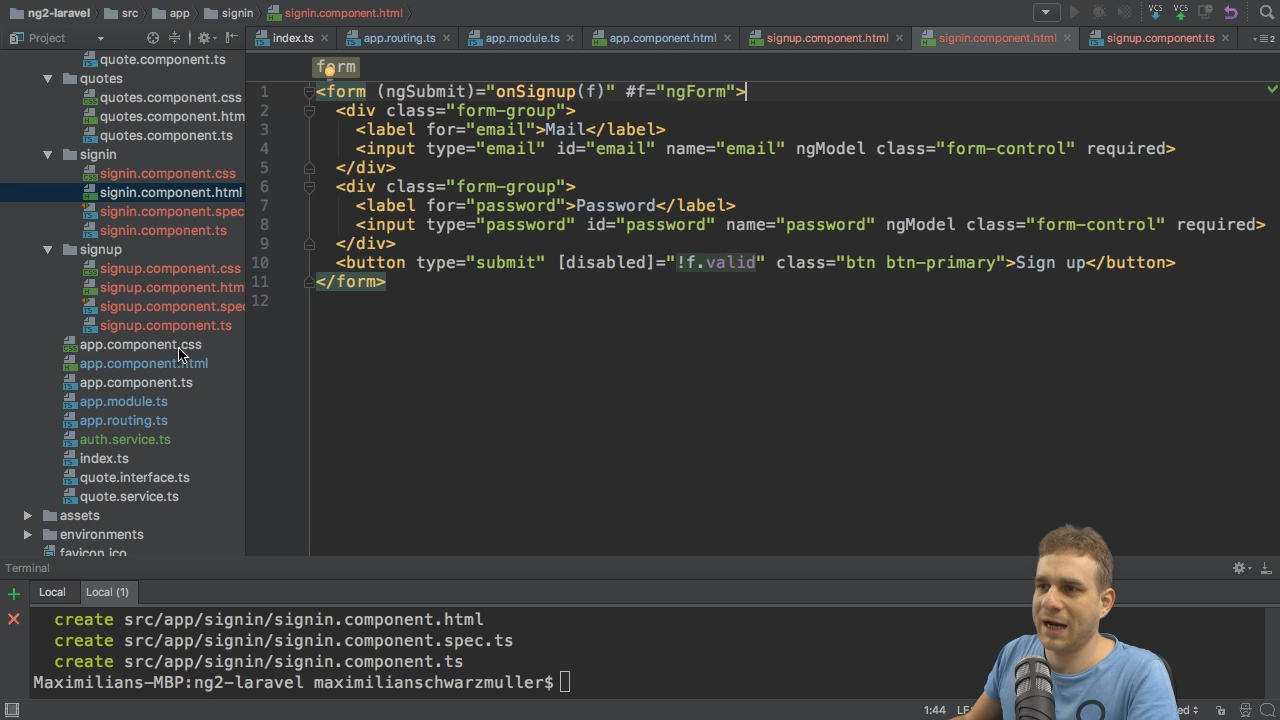 ng2-laravel src app signin signin.component.html
Project
index.ts app.routing.ts app.module.ts app.component.html signup.component.html signin.component.html signup.component.ts
quote.component.ts
quotes
quotes.component.css
quotes.component.htm
quotes.component.ts
signin
signin.component.css
signin.component.html
signin.component.spec
signin.component.ts
signup
signup.component.css
signup.component.htm
signup.component.spec
signup.component.ts
app.component.css
app.component.html
app.component.ts
app.module.ts
app.routing.ts
auth.service.ts
index.ts
quote.interface.ts
quote.service.ts
assets
environments
favicon.ico
VCS VCS
2
form
1 <form (ngSubmit)="onSignup(f)" #f="ngForm">
2 <div class="form-group">
3 <label for="email">Mail</label>
4 <input type="email" id="email" name="email" ngModel class="form-control" required>
5 </div>
6 <div class="form-group">
7 <label for="password">Password</label>
8 <input type="password" id="password" name="password" ngModel class="form-control" required>
9 </div>
10 <button type="submit" [disabled]="!f.valid" class="btn btn-primary">Sign up</button>
11 </form>
12
Terminal
Local Local (1)
create src/app/signin/signin.component.html
create src/app/signin/signin.component.spec.ts
create src/app/signin/signin.component.ts
Maximilians-MBP:ng2-laravel maximilianschwarzmuller$
1:44